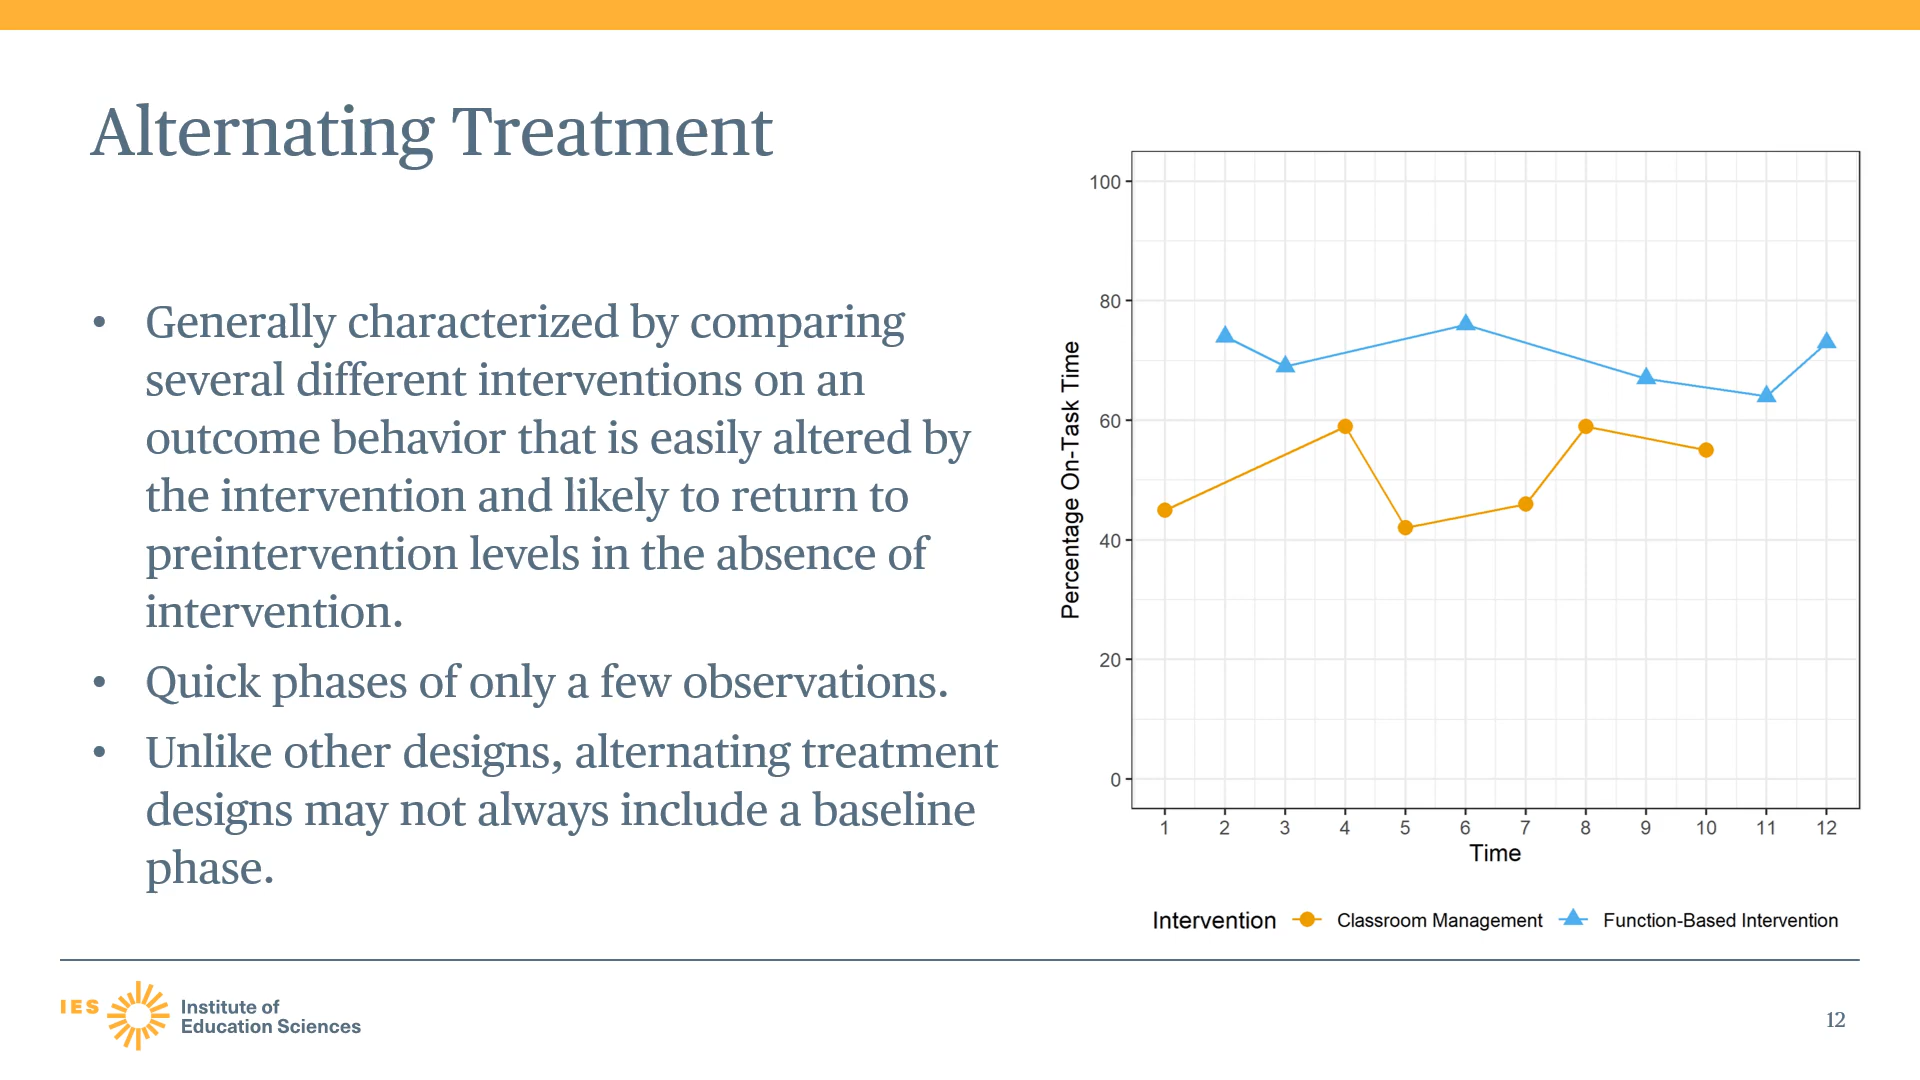 Alternating Treatment
• Generally characterized by comparing
several different interventions on an
outcome behavior that is easily altered by
the intervention and likely to return to
preintervention levels in the absence of
intervention.
• Quick phases of only a few observations.
• Unlike other designs, alternating treatment
designs may not always include a baseline
phase.
Percentage On-Task Time
100
80
60
40
20
0
1 2 3 4 5 6 7 8 9 10 11 12
Time
Intervention Classroom Management Function-Based Intervention
IES Institute of
Education Sciences
12